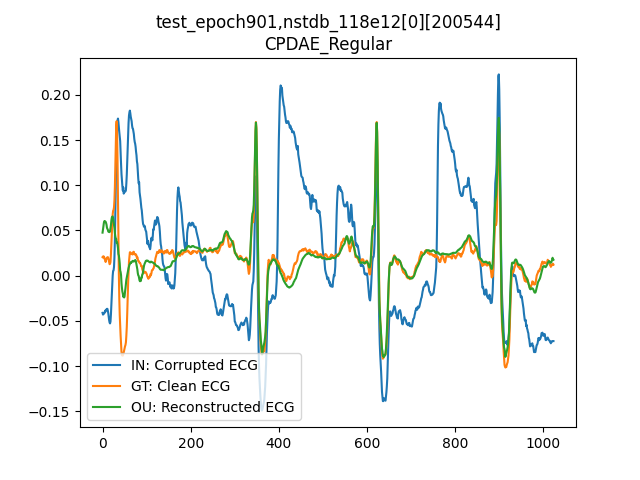 test_epoch901,nstdb_118e12[0][200544]
CPDAE_Regular
0.20
0.15
0.10
0.05
0.00
−0.05
−0.10
−0.15
IN: Corrupted ECG
GT: Clean ECG
OU: Reconstructed ECG
0 200 400 600 800 1000